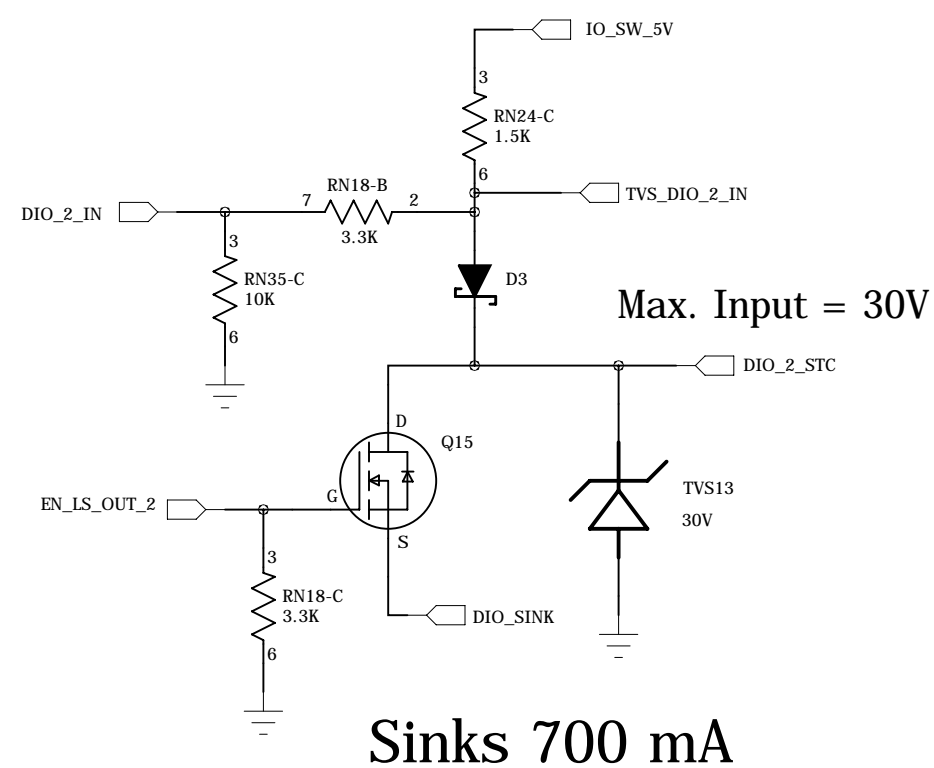 IO_SW_5V
3
RN24-C
1.5K
6
TVS_DIO_2_IN
RN18-B
7
2
3.3K
DIO_2_IN
3
RN35-C
10K
6
D3
Max. Input = 30V
DIO_2_STC
D
Q15
G
S
EN_LS_OUT_2
TVS13
30V
3
RN18-C
3.3K
6
DIO_SINK
Sinks 700 mA